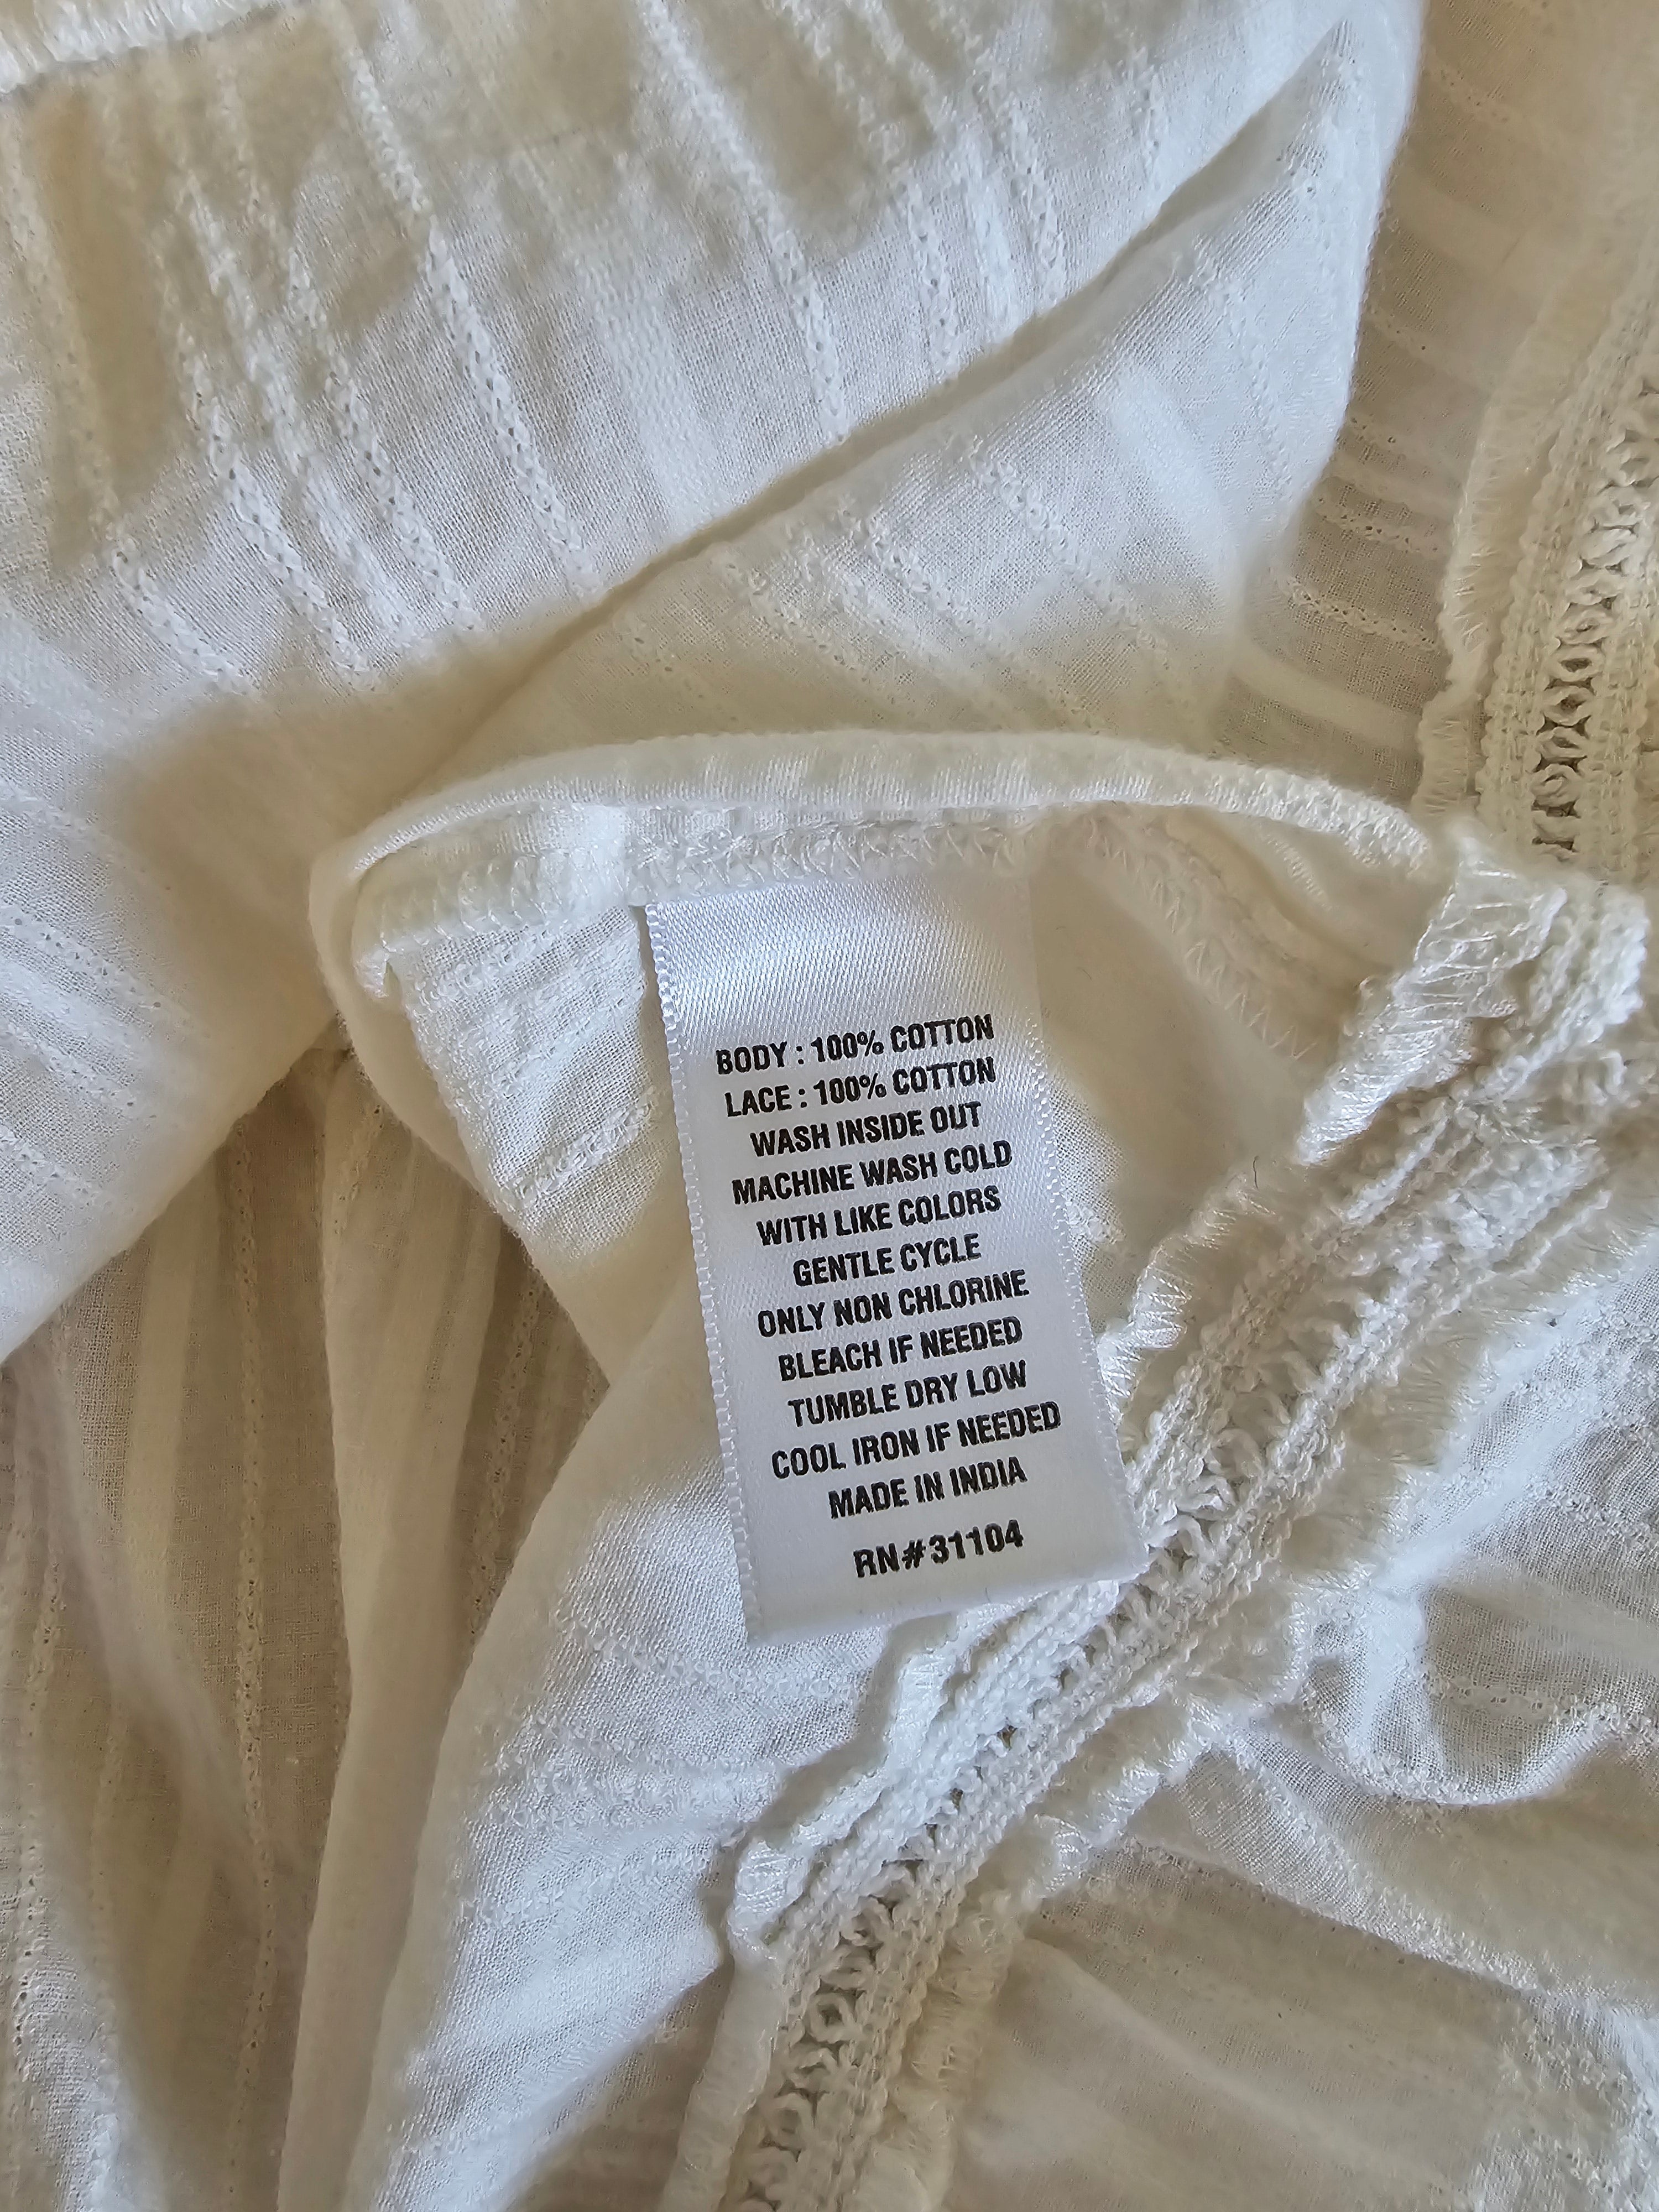 BODY : 100% COTTON
LACE : 100% COTTON
WASH INSIDE OUT
MACHINE WASH COLD
WITH LIKE COLORS
GENTLE CYCLE
ONLY NON CHLORINE
BLEACH IF NEEDED
TUMBLE DRY LOW
COOL IRON IF NEEDED
MADE IN INDIA
RN#31104